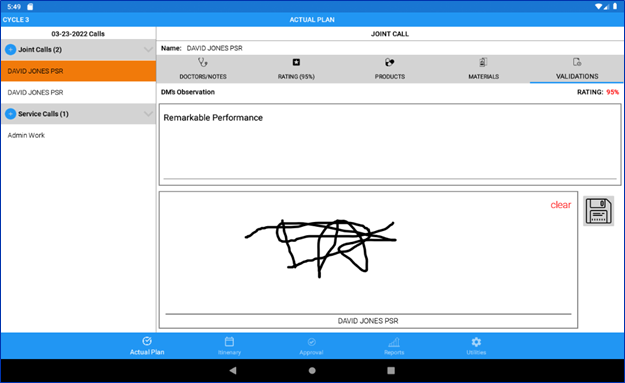 5:49
CYCLE 3
ACTUAL PLAN
03-23-2022 Calls
Joint Calls (2)
DAVID JONES PSR
DAVID JONES PSR
Service Calls (1)
Admin Work
JOINT CALL
Name: DAVID JONES PSR
DOCTORS/NOTES
RATING (95%)
PRODUCTS
MATERIALS
VALIDATIONS
DM's Observation
RATING: 95%
Remarkable Performance
clear
DAVID JONES PSR
Actual Plan
Itinerary
Approval
Reports
Utilities